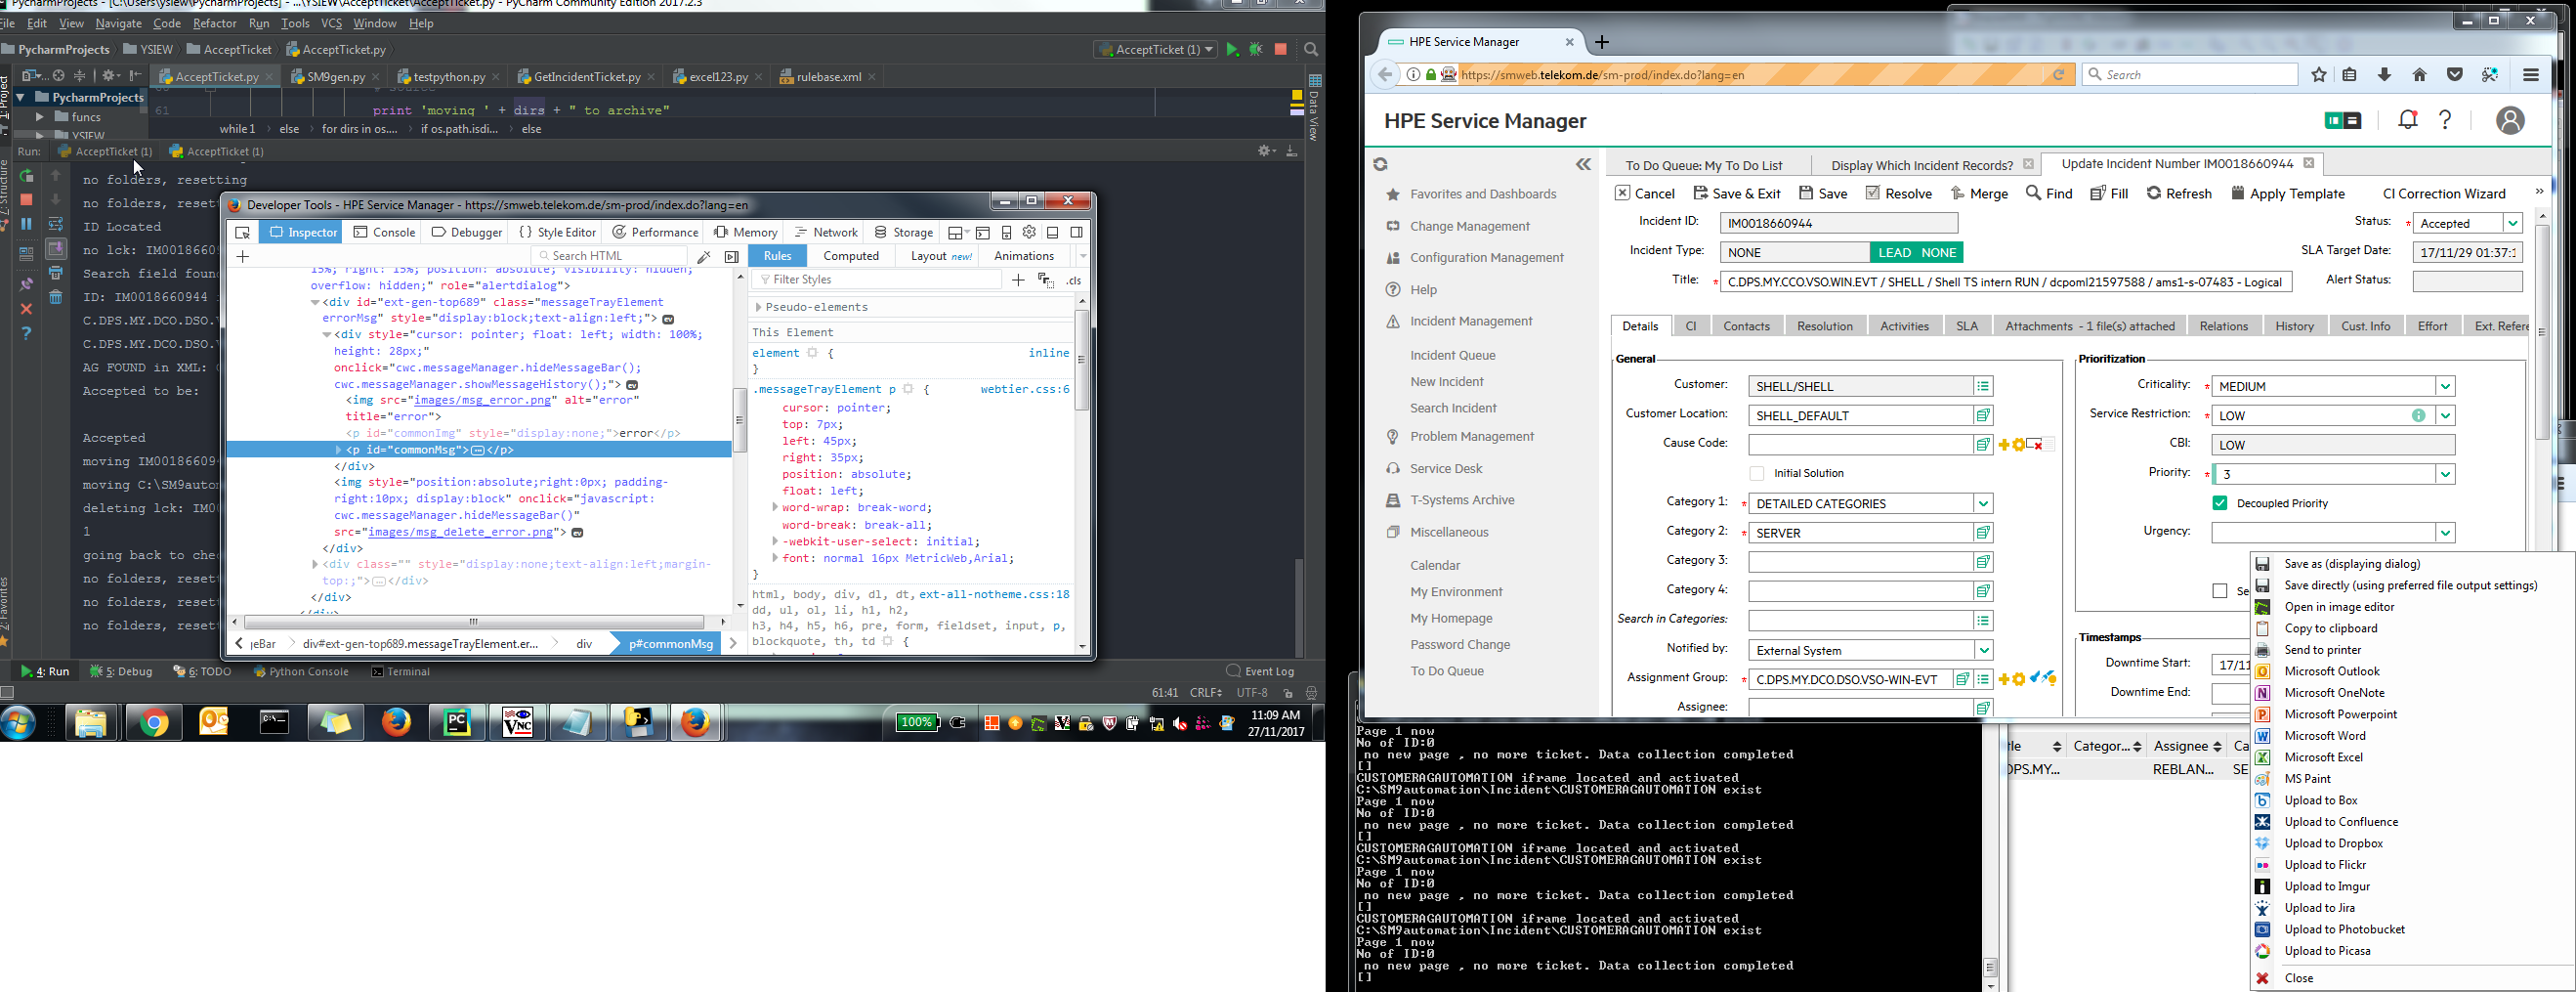 PycharmProjects - [C:\Users\ysiew\PycharmProjects] - ...\YSIEW\AcceptTicket\AcceptTicket.py - PyCharm Community Edition 2017.2.3
File Edit View Navigate Code Refactor Run Tools VCS Window Help
PycharmProjects YSIEW AcceptTicket AcceptTicket.py
AcceptTicket (1)
AcceptTicket.py SM9gen.py testpython.py GetIncidentTicket.py excel123.py rulebase.xml
1: Project
PycharmProjects
funcs
YSIEW
61 print 'moving ' + dirs + " to archive"
while 1 else for dirs in os.... if os.path.isdi... else
Data View
Run: AcceptTicket (1) AcceptTicket (1)
Z: Structure
2: Favorites
no folders, resetting
no folders, res
ID Located
no lck: IM00186609
Search field foun
ID: IM0018660944
C.DPS.MY.DCO.DSO.V
C.DPS.MY.DCO.DSO.V
AG FOUND in XML:
Accepted to be:
Accepted
moving IM00186609
moving C:\SM9autom
deleting lck: IM00
1
going back to chec
no folders, resett
no folders, resett
no folders, resett
Developer Tools - HPE Service Manager - https://smweb.telekom.de/sm-prod/index.do?lang=en
Inspector Console Debugger Style Editor Performance Memory Network Storage
Search HTML
Rules Computed Layout new! Animations
Filter Styles .cls
15%; right: 15%; position: absolute; visibility: hidden;
overflow: hidden;" role="alertdialog">
<div id="ext-gen-top689" class="messageTrayElement
errorMsg" style="display:block;text-align:left;"> ev
<div style="cursor: pointer; float: left; width: 100%;
height: 28px;"
onclick="cwc.messageManager.hideMessageBar();
cwc.messageManager.showMessageHistory();"> ev
<img src="images/msg_error.png" alt="error"
title="error">
<p id="commonImg" style="display:none;">error</p>
<p id="commonMsg"></p>
</div>
<img style="position:absolute;right:0px; padding-
right:10px; display:block" onclick="javascript:
cwc.messageManager.hideMessageBar()"
src="images/msg_delete_error.png"> ev
</div>
<div class="" style="display:none;text-align:left;margin-
top:;"></div>
</div>
</div>
geBar div#ext-gen-top689.messageTrayElement.er... div p#commonMsg
Pseudo-elements
This Element
element { inline
}
.messageTrayElement p { webtier.css:6
cursor: pointer;
top: 7px;
left: 45px;
right: 35px;
position: absolute;
float: left;
word-wrap: break-word;
word-break: break-all;
-webkit-user-select: initial;
font: normal 16px MetricWeb,Arial;
}
html, body, div, dl, dt, ext-all-notheme.css:18
dd, ul, ol, li, h1, h2,
h3, h4, h5, h6, pre, form, fieldset, input, p,
blockquote, th, td {
4: Run 5: Debug 6: TODO Python Console Terminal Event Log
61:41 CRLF UTF-8
100% 11:09 AM
27/11/2017
HPE Service Manager
https://smweb.telekom.de/sm-prod/index.do?lang=en Search
HPE Service Manager
Favorites and Dashboards
Change Management
Configuration Management
Help
Incident Management
Incident Queue
New Incident
Search Incident
Problem Management
Service Desk
T-Systems Archive
Miscellaneous
Calendar
My Environment
My Homepage
Password Change
To Do Queue
To Do Queue: My To Do List Display Which Incident Records? Update Incident Number IM0018660944
Cancel Save & Exit Save Resolve Merge Find Fill Refresh Apply Template CI Correction Wizard
Incident ID: IM0018660944 Status: * Accepted
Incident Type: NONE LEAD NONE SLA Target Date: 17/11/29 01:37:1
Title: * C.DPS.MY.CCO.VSO.WIN.EVT / SHELL / Shell TS intern RUN / dcpoml21597588 / ams1-s-07483 - Logical Alert Status:
Details CI Contacts Resolution Activities SLA Attachments - 1 file(s) attached Relations History Cust. Info Effort Ext. Refere
General
Customer: SHELL/SHELL
Customer Location: SHELL_DEFAULT
Cause Code:
Initial Solution
Category 1: * DETAILED CATEGORIES
Category 2: * SERVER
Category 3:
Category 4:
Search in Categories:
Notified by: External System
Assignment Group: * C.DPS.MY.DCO.DSO.VSO-WIN-EVT
Assignee:
Prioritization
Criticality: * MEDIUM
Service Restriction: * LOW
CBI: LOW
Priority: * 3
Decoupled Priority
Urgency:
Se
Timestamps
Downtime Start: 17/11
Downtime End:
Save as (displaying dialog)
Save directly (using preferred file output settings)
Open in image editor
Copy to clipboard
Send to printer
Microsoft Outlook
Microsoft OneNote
Microsoft Powerpoint
Microsoft Word
Microsoft Excel
MS Paint
Upload to Box
Upload to Confluence
Upload to Dropbox
Upload to Flickr
Upload to Imgur
Upload to Jira
Upload to Photobucket
Upload to Picasa
Close
tle Categor... Assignee Ca
DPS.MY... REBLAN... SE
Page 1 now
No of ID:0
no new page , no more ticket. Data collection completed
[]
CUSTOMERAGAUTOMATION iframe located and activated
C:\SM9automation\Incident\CUSTOMERAGAUTOMATION exist
Page 1 now
No of ID:0
no new page , no more ticket. Data collection completed
[]
CUSTOMERAGAUTOMATION iframe located and activated
C:\SM9automation\Incident\CUSTOMERAGAUTOMATION exist
Page 1 now
No of ID:0
no new page , no more ticket. Data collection completed
[]
CUSTOMERAGAUTOMATION iframe located and activated
C:\SM9automation\Incident\CUSTOMERAGAUTOMATION exist
Page 1 now
No of ID:0
no new page , no more ticket. Data collection completed
[]